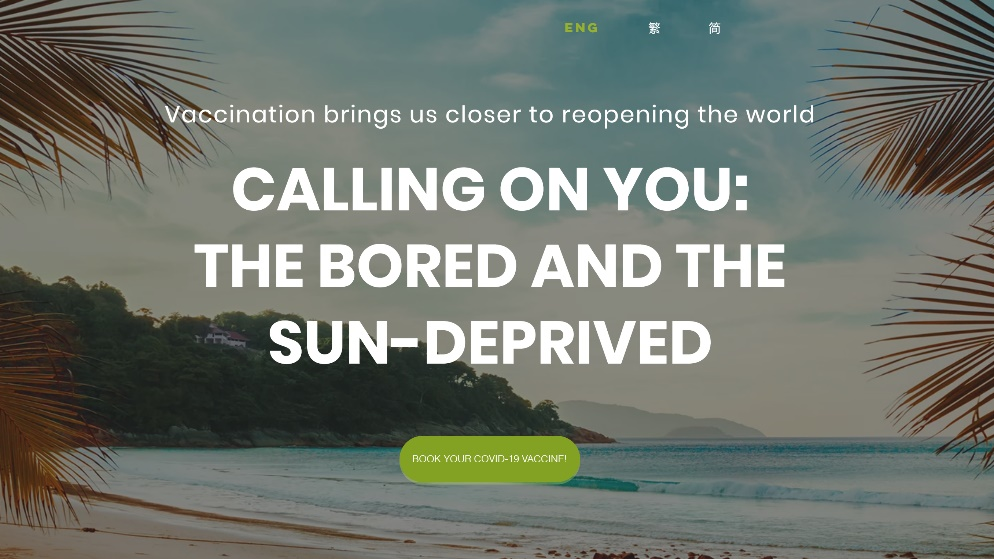 ENG 繁 简
Vaccination brings us closer to reopening the world
CALLING ON YOU:
THE BORED AND THE
SUN-DEPRIVED
BOOK YOUR COVID-19 VACCINE!